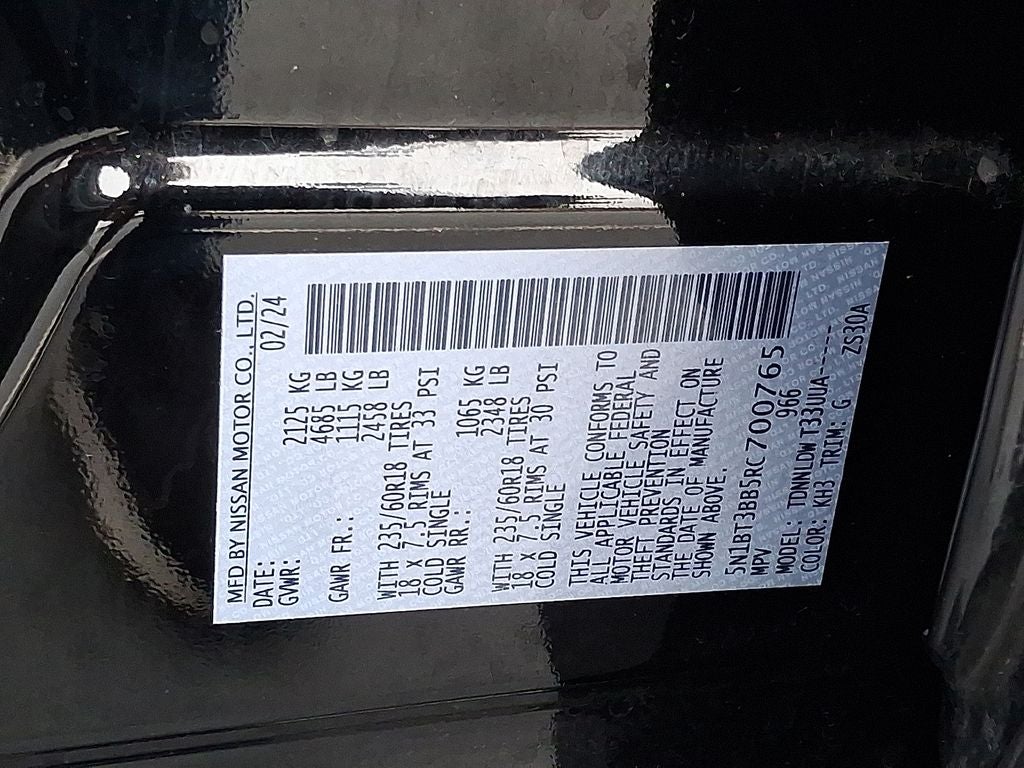 MFD BY NISSAN MOTOR CO., LTD.
DATE: 02/24
GVWR: 2125 KG
4685 LB
GAWR FR.: 1115 KG
2458 LB
WITH 235/60R18 TIRES
18 X 7.5 RIMS AT 33 PSI
COLD SINGLE
GAWR RR.: 1065 KG
2348 LB
WITH 235/60R18 TIRES
18 X 7.5 RIMS AT 30 PSI
COLD SINGLE
THIS VEHICLE CONFORMS TO
ALL APPLICABLE FEDERAL
MOTOR VEHICLE SAFETY AND
THEFT PREVENTION
STANDARDS IN EFFECT ON
THE DATE OF MANUFACTURE
SHOWN ABOVE.
5N1BT3BB5RC700765
MPV 966
MODEL: TDNNLDWT33UUA-----
COLOR: KH3 TRIM: G ZS30A